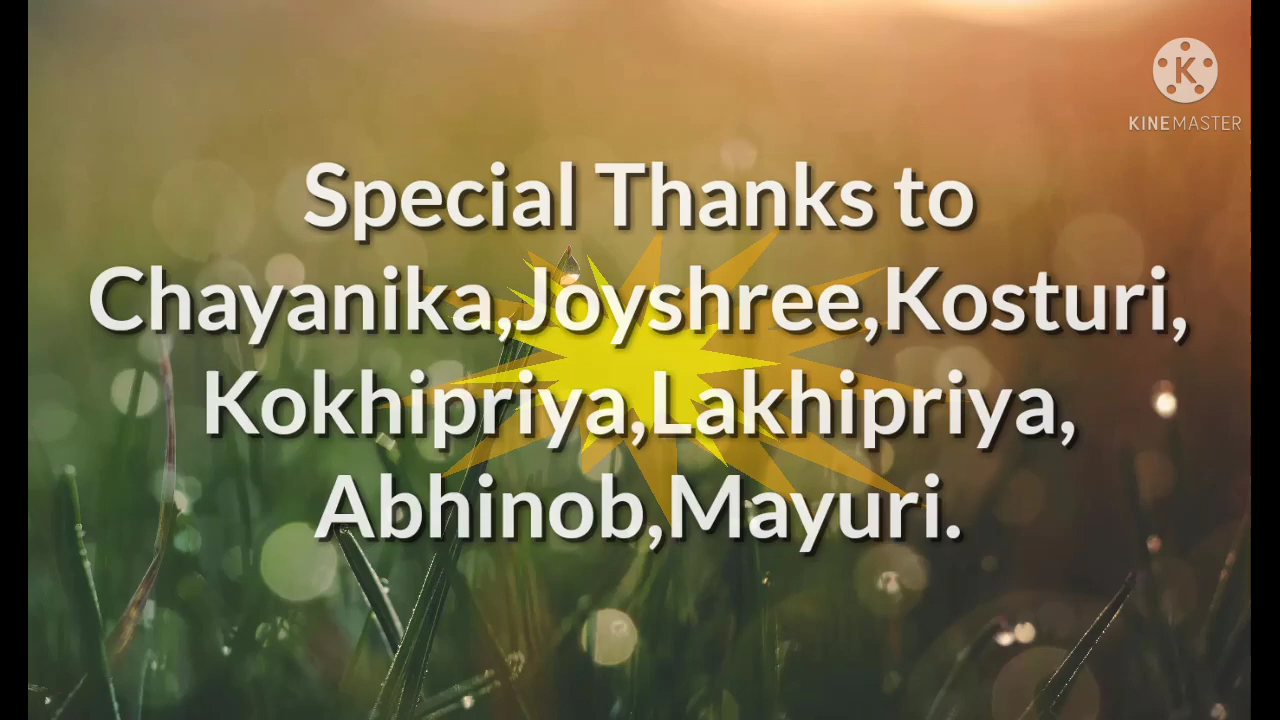 K
KINEMASTER
Special Thanks to
Chayanika,Joyshree,Kosturi,
Kokhipriya,Lakhipriya,
Abhinob,Mayuri.